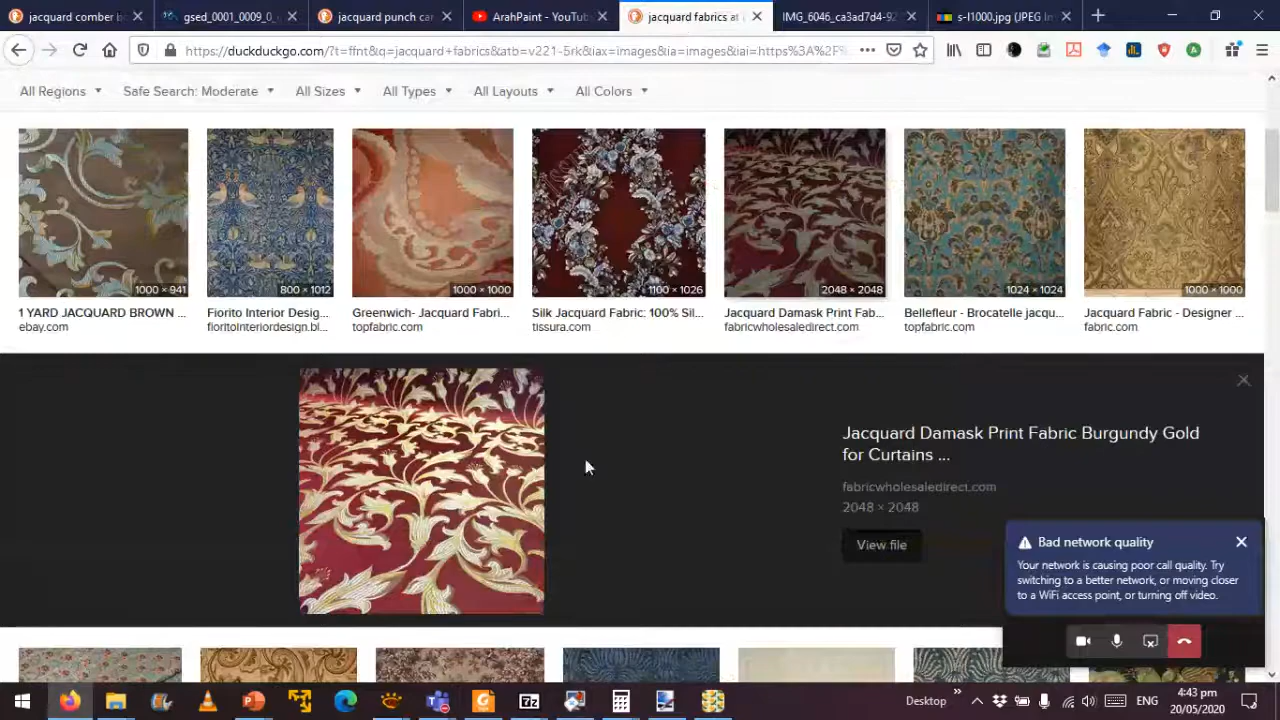 jacquard comber b
gsed_0001_0009_0_
jacquard punch car
ArahPaint - YouTub
jacquard fabrics at
IMG_6046_ca3ad7d4-92
s-l1000.jpg (JPEG Im
https://duckduckgo.com/?t=ffnt&q=jacquard+fabrics&atb=v221-5rk&iax=images&ia=images&iai=https%3A%2F%
All Regions
Safe Search: Moderate
All Sizes
All Types
All Layouts
All Colors
1000 × 941
800 × 1012
1000 × 1000
1100 × 1026
2048 × 2048
1024 × 1024
1000 × 1000
1 YARD JACQUARD BROWN ...
Fiorito Interior Desig...
Greenwich- Jacquard Fabri...
Silk Jacquard Fabric: 100% Sil...
Jacquard Damask Print Fab...
Bellefleur - Brocatelle jacqu...
Jacquard Fabric - Designer ...
ebay.com
fioritointeriordesign.bl...
topfabric.com
tissura.com
fabricwholesaledirect.com
topfabric.com
fabric.com
Jacquard Damask Print Fabric Burgundy Gold
for Curtains ...
fabricwholesaledirect.com
2048 × 2048
View file
Bad network quality
Your network is causing poor call quality. Try
switching to a better network, or moving closer
to a WiFi access point, or turning off video.
Desktop
ENG
4:43 pm
20/05/2020